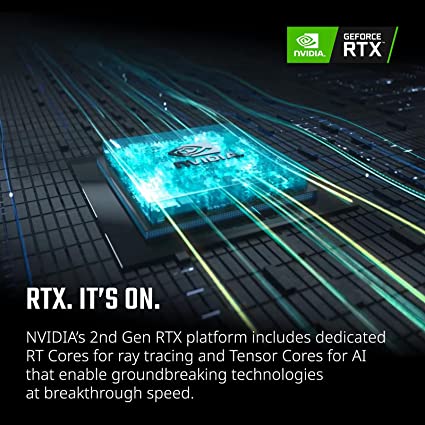 NVIDIA.
GEFORCE
RTX™
NVIDIA.
RTX. IT'S ON.
NVIDIA's 2nd Gen RTX platform includes dedicated
RT Cores for ray tracing and Tensor Cores for AI
that enable groundbreaking technologies
at breakthrough speed.